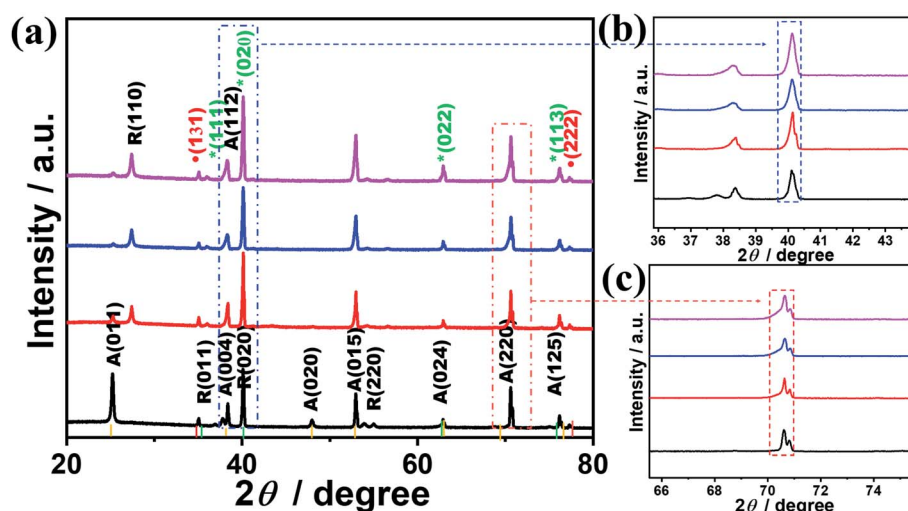 (a)
Intensity / a.u.
R(110)
•(131)
*(111)
A(112)
*(020)
*(022)
*(113)
•(222)
A(011)
R(011)
A(004)
R(020)
A(020)
A(015)
R(220)
A(024)
A(220)
A(125)
20 40 60 80
2θ / degree
(b)
Intensity / a.u.
36 37 38 39 40 41 42 43
2θ / degree
(c)
Intensity / a.u.
66 68 70 72 74
2θ / degree